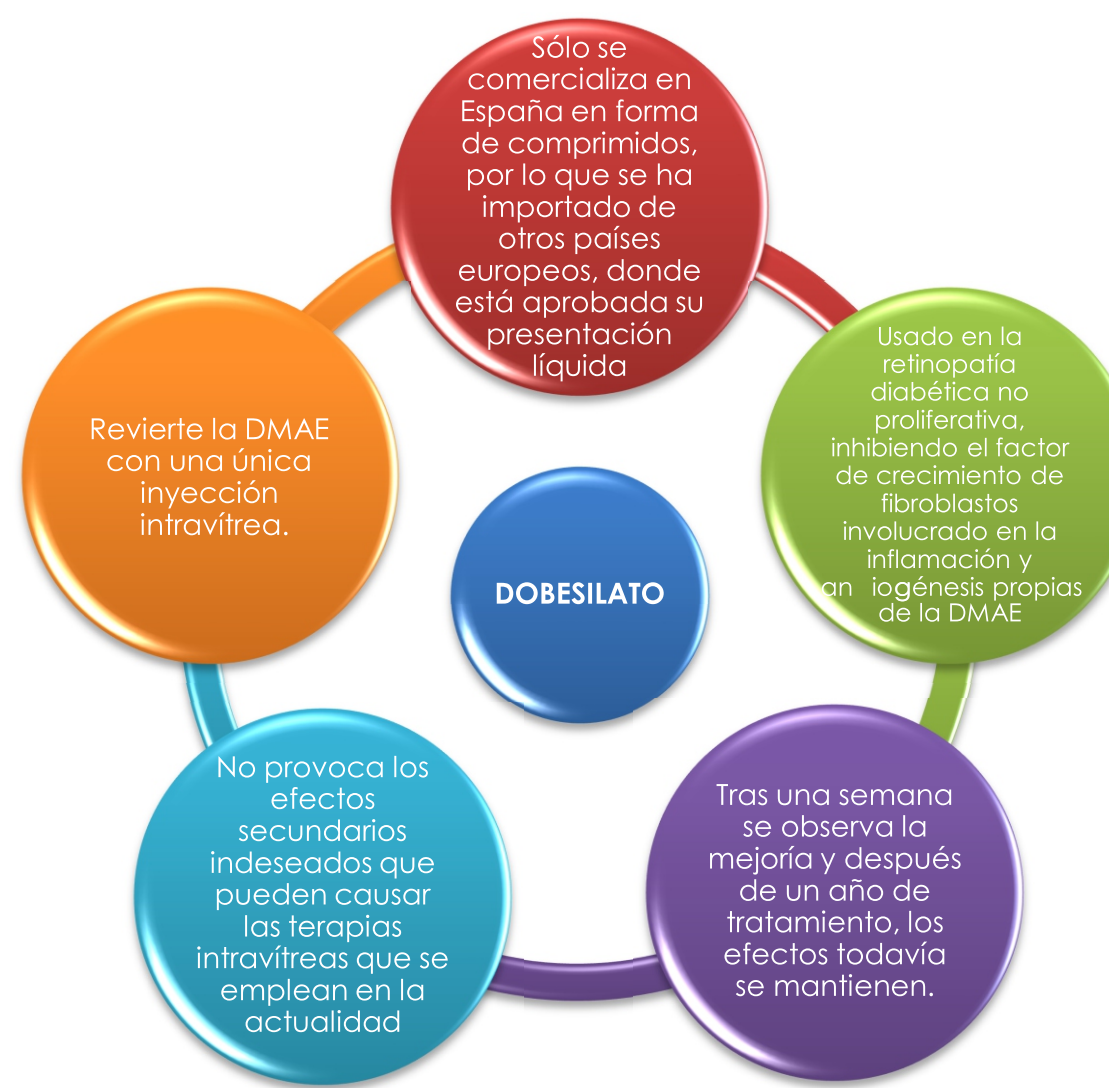 Sólo se
comercializa en
España en forma
de comprimidos,
por lo que se ha
importado de
otros países
europeos, donde
está aprobada su
presentación
líquida
Usado en la
retinopatía
diabética no
proliferativa,
inhibiendo el factor
de crecimiento de
fibroblastos
involucrado en la
inflamación y
an iogénesis propias
de la DMAE
Tras una semana
se observa la
mejoría y después
de un año de
tratamiento, los
efectos todavía
se mantienen.
No provoca los
efectos
secundarios
indeseados que
pueden causar
las terapias
intravítreas que se
emplean en la
actualidad
Revierte la DMAE
con una única
inyección
intravítrea.
DOBESILATO